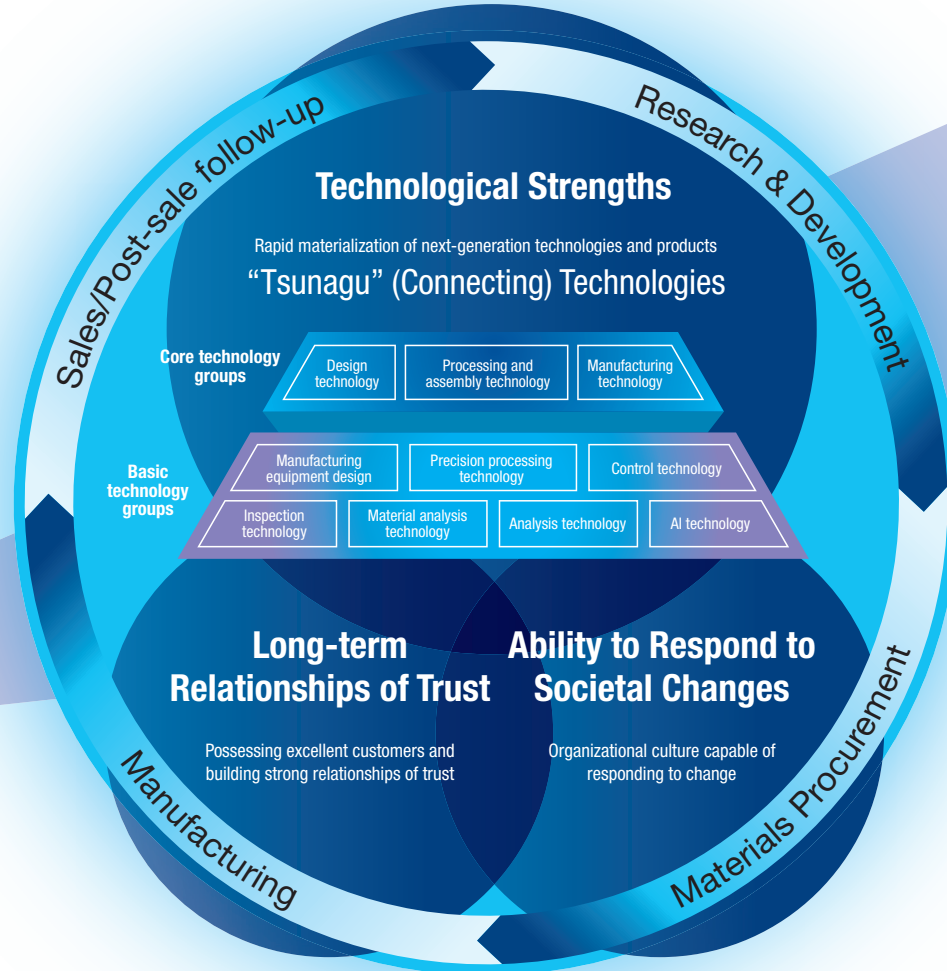 Sales/Post-sale follow-up
Research & Development
Technological Strengths
Rapid materialization of next-generation technologies and products
“Tsunagu” (Connecting) Technologies
Core technology
groups
Design
technology
Processing and
assembly technology
Manufacturing
technology
Basic
technology
groups
Manufacturing
equipment design
Precision processing
technology
Control technology
Inspection
technology
Material analysis
technology
Analysis technology
AI technology
Long-term
Relationships of Trust
Possessing excellent customers and
building strong relationships of trust
Ability to Respond to
Societal Changes
Organizational culture capable of
responding to change
Manufacturing
Materials Procurement